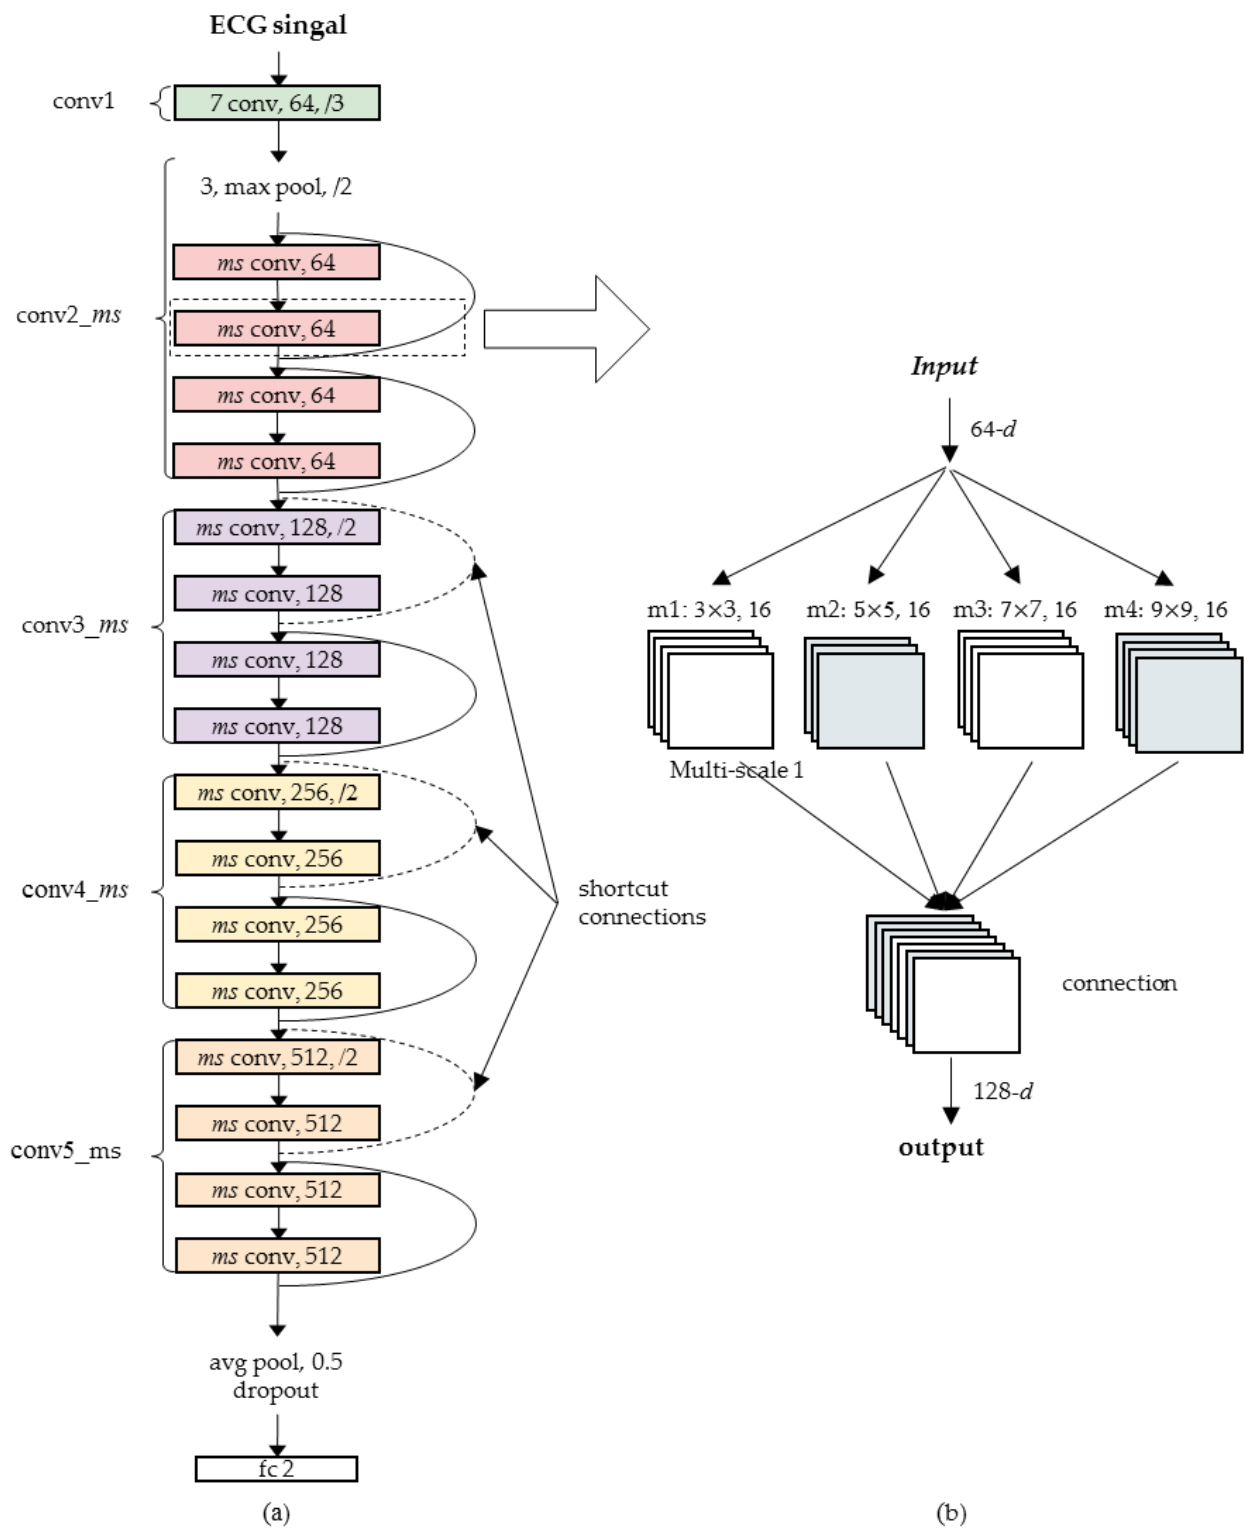 ECG singal
conv1
7 conv, 64, /3
3, max pool, /2
conv2_ms
ms conv, 64
ms conv, 64
ms conv, 64
ms conv, 64
conv3_ms
ms conv, 128, /2
ms conv, 128
ms conv, 128
ms conv, 128
conv4_ms
ms conv, 256, /2
ms conv, 256
ms conv, 256
ms conv, 256
conv5_ms
ms conv, 512, /2
ms conv, 512
ms conv, 512
ms conv, 512
shortcut
connections
avg pool, 0.5
dropout
fc 2
(a)
Input
64-d
m1: 3×3, 16
m2: 5×5, 16
m3: 7×7, 16
m4: 9×9, 16
Multi-scale 1
connection
128-d
output
(b)